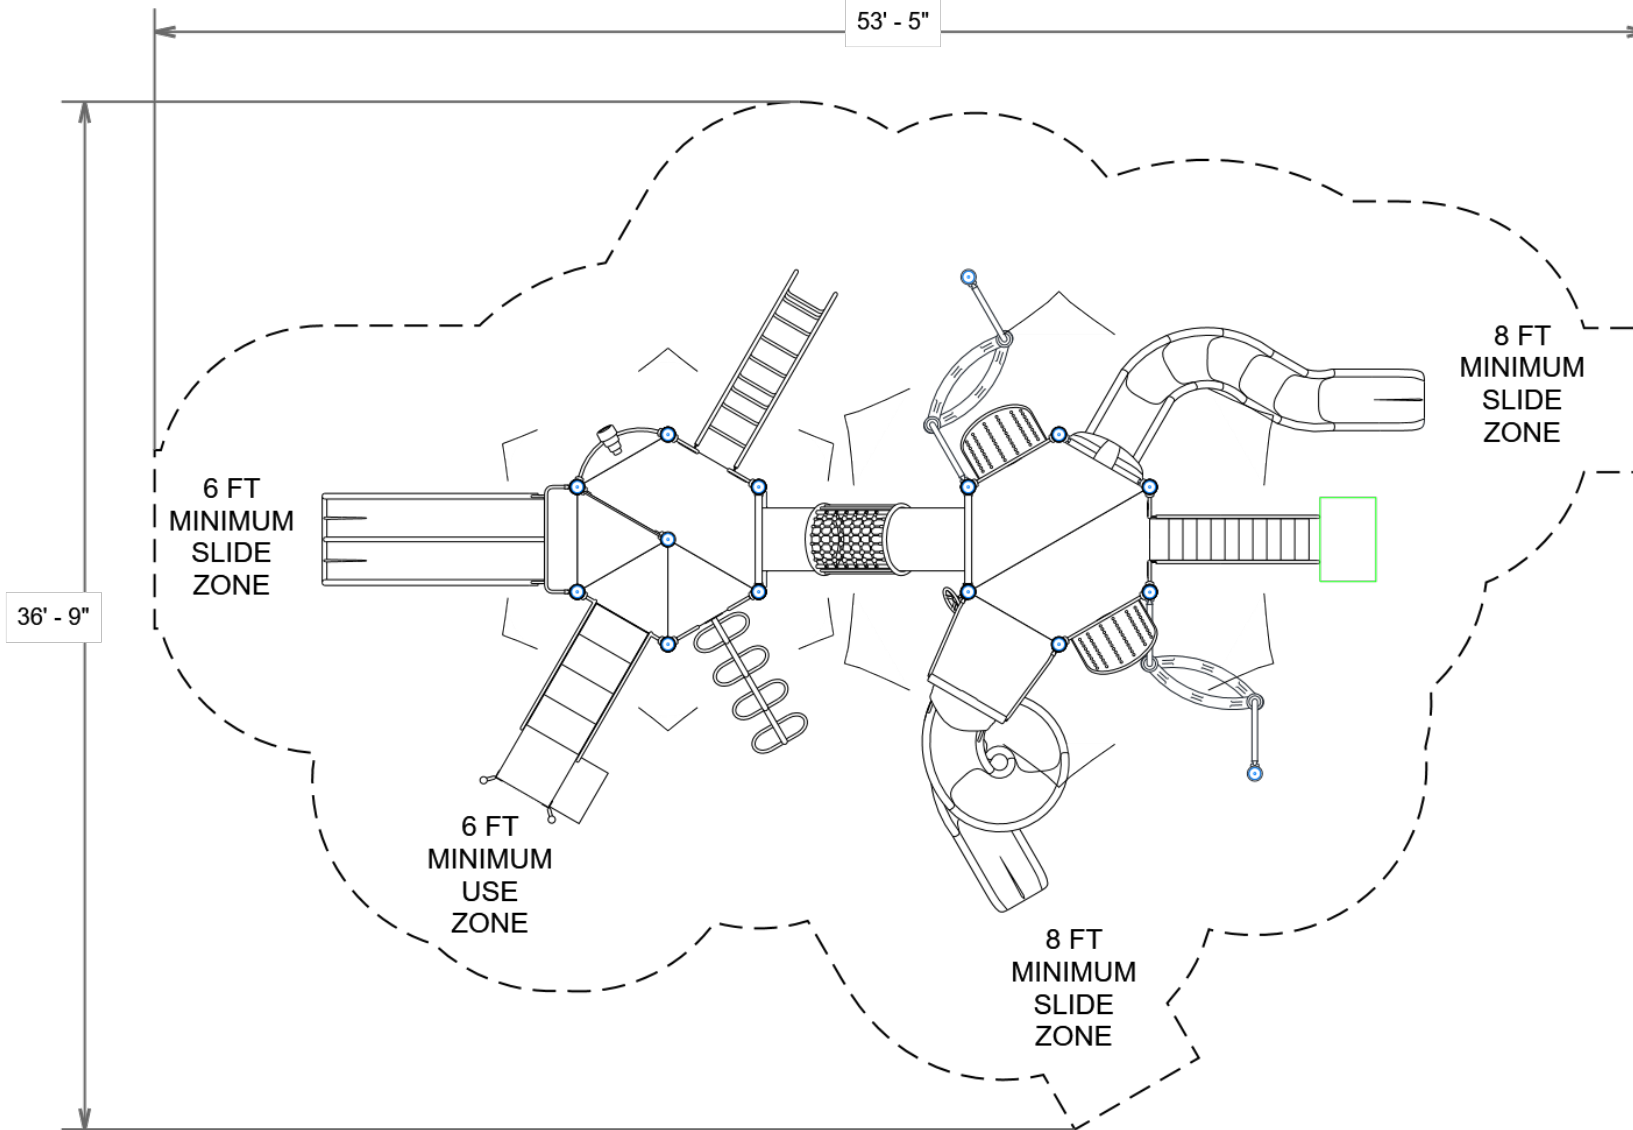 53' - 5"
8 FT
MINIMUM
SLIDE
ZONE
6 FT
MINIMUM
SLIDE
ZONE
36' - 9"
6 FT
MINIMUM
USE
ZONE
8 FT
MINIMUM
SLIDE
ZONE